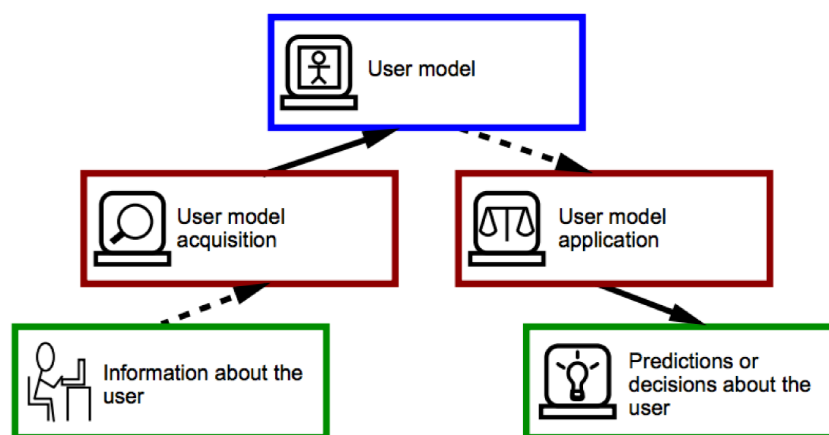 User model
User model
acquisition
User model
application
Information about the
user
Predictions or
decisions about the
user